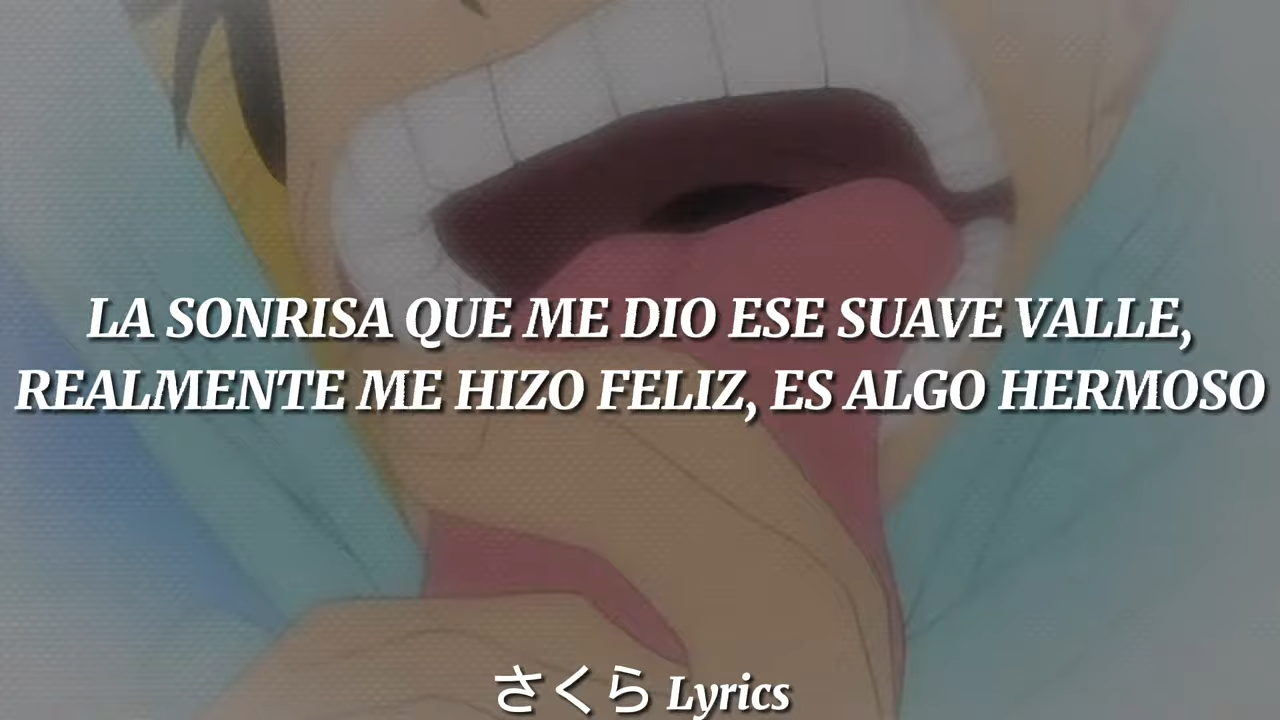 LA SONRISA QUE ME DIO ESE SUAVE VALLE,
REALMENTE ME HIZO FELIZ, ES ALGO HERMOSO
さくら Lyrics